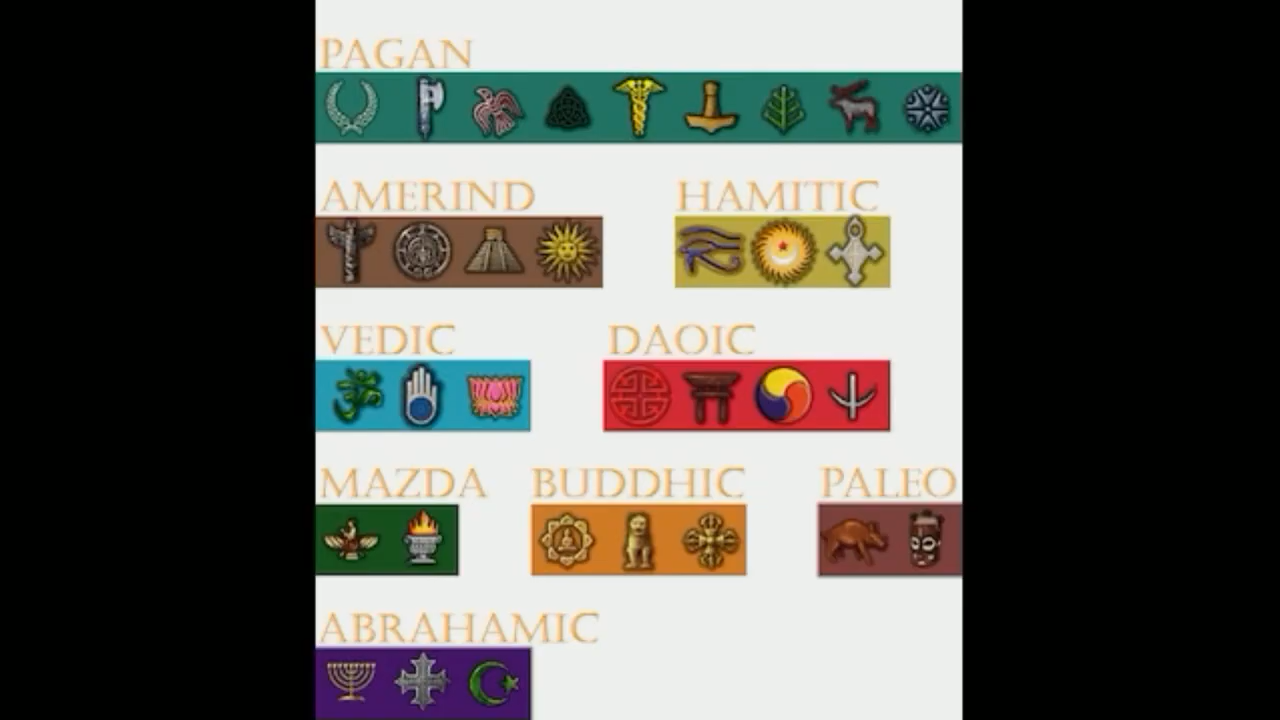 PAGAN
AMERIND HAMITIC
VEDIC DAOIC
MAZDA BUDDHIC PALEO
ABRAHAMIC